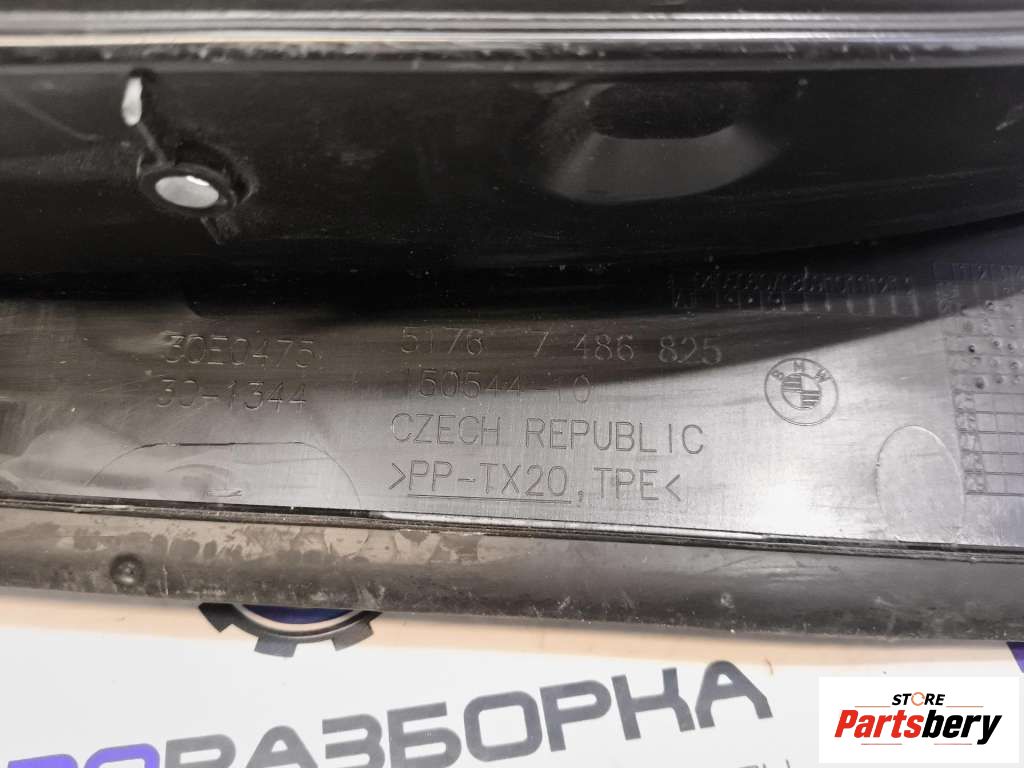 30E0475
30-1344
5176 7 486 825
150544-10
CZECH REPUBLIC
>PP-TX20, TPE<
BMW
РАЗБОРКА
STORE
Partsbery